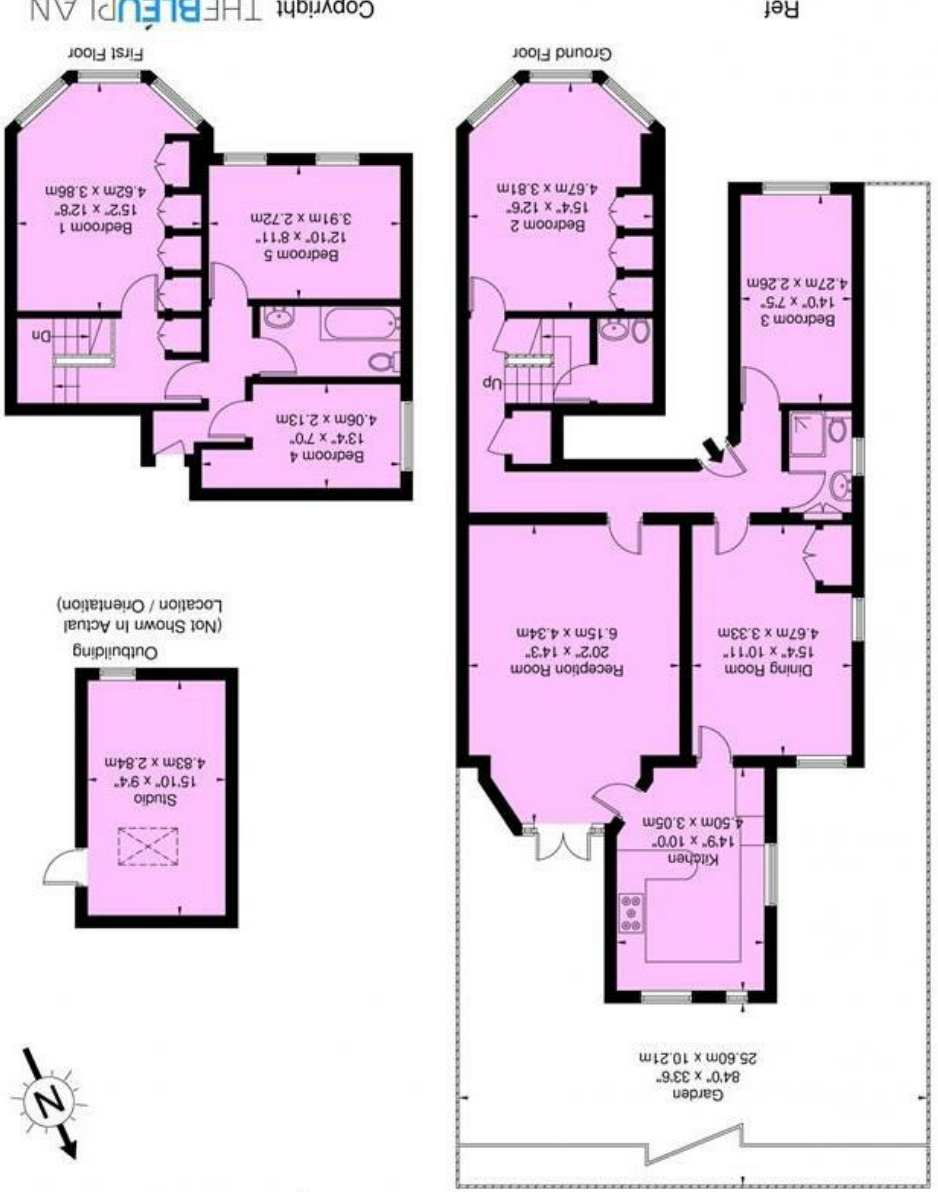 Garden
84'0" x 33'6"
25.60m x 10.21m
N
Kitchen
14'9" x 10'0"
4.50m x 3.05m
Dining Room
15'4" x 10'11"
4.67m x 3.33m
Reception Room
20'2" x 14'3"
6.15m x 4.34m
Studio
15'10" x 9'4"
4.83m x 2.84m
Outbuilding
(Not Shown In Actual
Location / Orientation)
Bedroom 3
14'0" x 7'5"
4.27m x 2.26m
Up
Bedroom 2
15'4" x 12'6"
4.67m x 3.81m
Ground Floor
Bedroom 4
13'4" x 7'0"
4.06m x 2.13m
Dn
Bedroom 5
12'10" x 8'11"
3.91m x 2.72m
Bedroom 1
15'2" x 12'8"
4.62m x 3.86m
First Floor
Ref
Copyright THEBLÉUPLAN